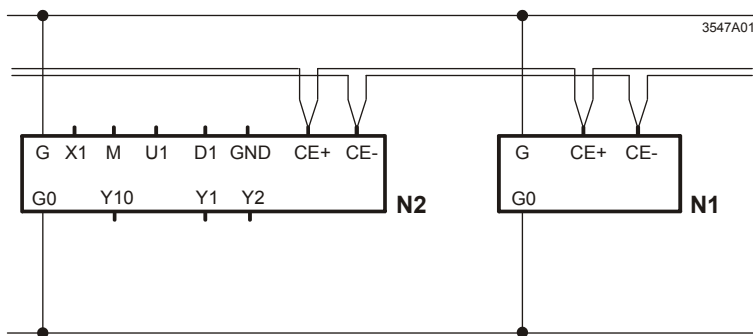 3547A01
G X1 M U1 D1 GND CE+ CE-
G0 Y10 Y1 Y2
N2
G CE+ CE-
G0
N1